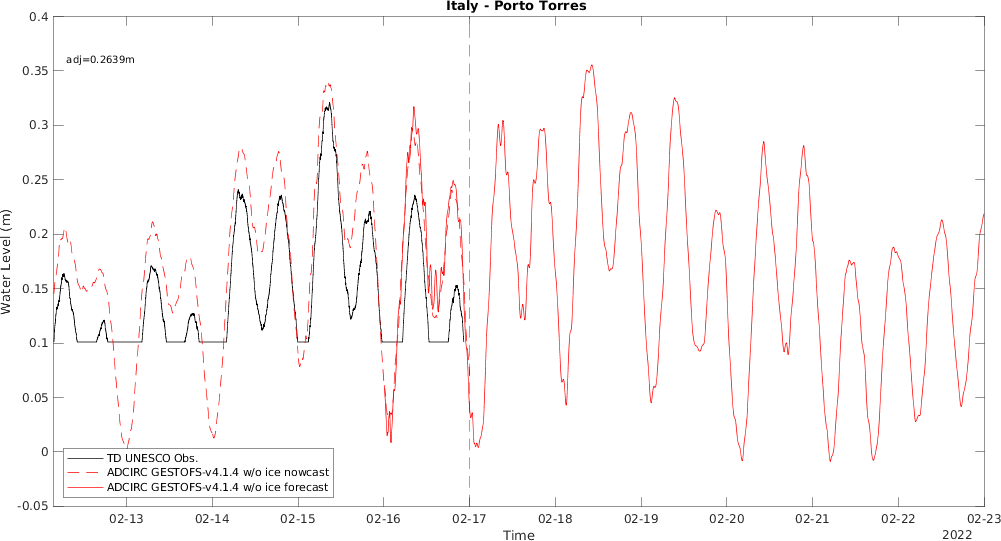 Italy - Porto Torres
0.4
0.35
0.3
0.25
0.2
0.15
0.1
0.05
0
-0.05
Water Level (m)
adj=0.2639m
TD UNESCO Obs.
ADCIRC GESTOFS-v4.1.4 w/o ice nowcast
ADCIRC GESTOFS-v4.1.4 w/o ice forecast
02-13 02-14 02-15 02-16 02-17 02-18 02-19 02-20 02-21 02-22 02-23
Time
2022